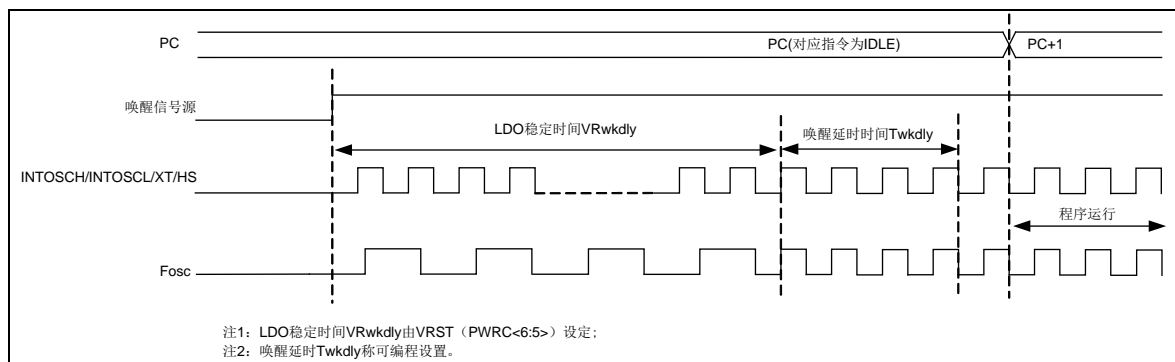 PC
PC(对应指令为IDLE)
PC+1
唤醒信号源
LDO稳定时间VRwkdly
唤醒延时时间Twkdly
INTOSCH/INTOSCL/XT/HS
程序运行
Fosc
注1：LDO稳定时间VRwkdly由VRST（PWRC<6:5>）设定；
注2：唤醒延时Twkdly称可编程设置。